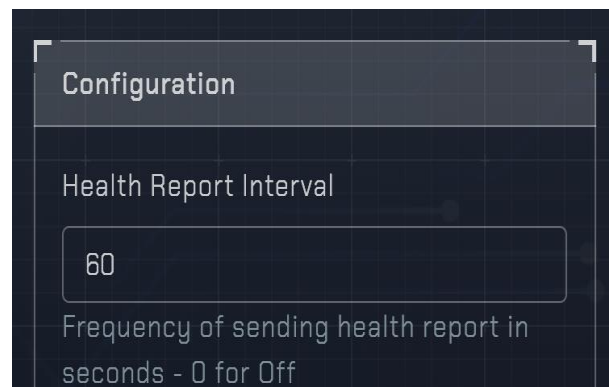 Configuration
Health Report Interval
60
Frequency of sending health report in
seconds - 0 for Off